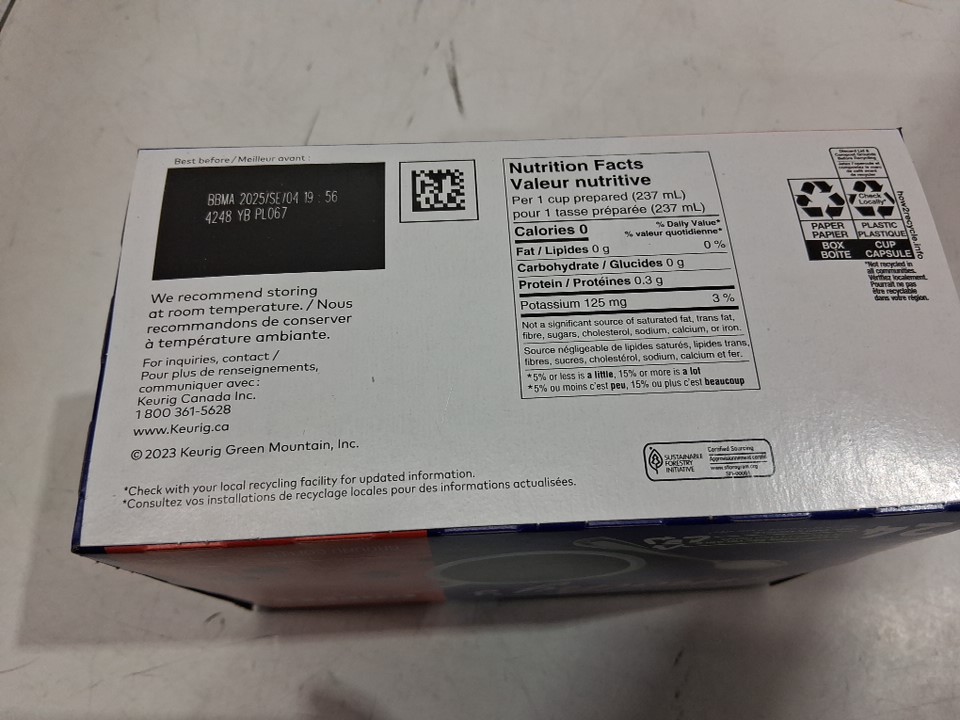 Best before / Meilleur avant :
BBMA 2025/SE/04 19 : 56
4248 YB PL067
We recommend storing
at room temperature. / Nous
recommandons de conserver
à température ambiante.
For inquiries, contact /
Pour plus de renseignements,
communiquer avec :
Keurig Canada Inc.
1 800 361-5628
www.Keurig.ca
© 2023 Keurig Green Mountain, Inc.
*Check with your local recycling facility for updated information.
*Consultez vos installations de recyclage locales pour des informations actualisées.
Nutrition Facts
Valeur nutritive
Per 1 cup prepared (237 mL)
pour 1 tasse préparée (237 mL)
Calories 0
% Daily Value*
% valeur quotidienne*
Fat / Lipides 0 g 0 %
Carbohydrate / Glucides 0 g
Protein / Protéines 0.3 g
Potassium 125 mg 3 %
Not a significant source of saturated fat, trans fat,
fibre, sugars, cholesterol, sodium, calcium, or iron.
Source négligeable de lipides saturés, lipides trans,
fibres, sucres, cholestérol, sodium, calcium et fer.
*5% or less is a little, 15% or more is a lot
*5% ou moins c'est peu, 15% ou plus c'est beaucoup
Check
Locally*
PAPER
PAPIER
PLASTIC
PLASTIQUE
BOX
BOÎTE
CUP
CAPSULE
how2recycle.info
*Not recycled in
all communities.
Vérifiez localement.
Pourrait ne pas
être recyclable
dans votre région.
SUSTAINABLE
FORESTRY
INITIATIVE
Certified Sourcing